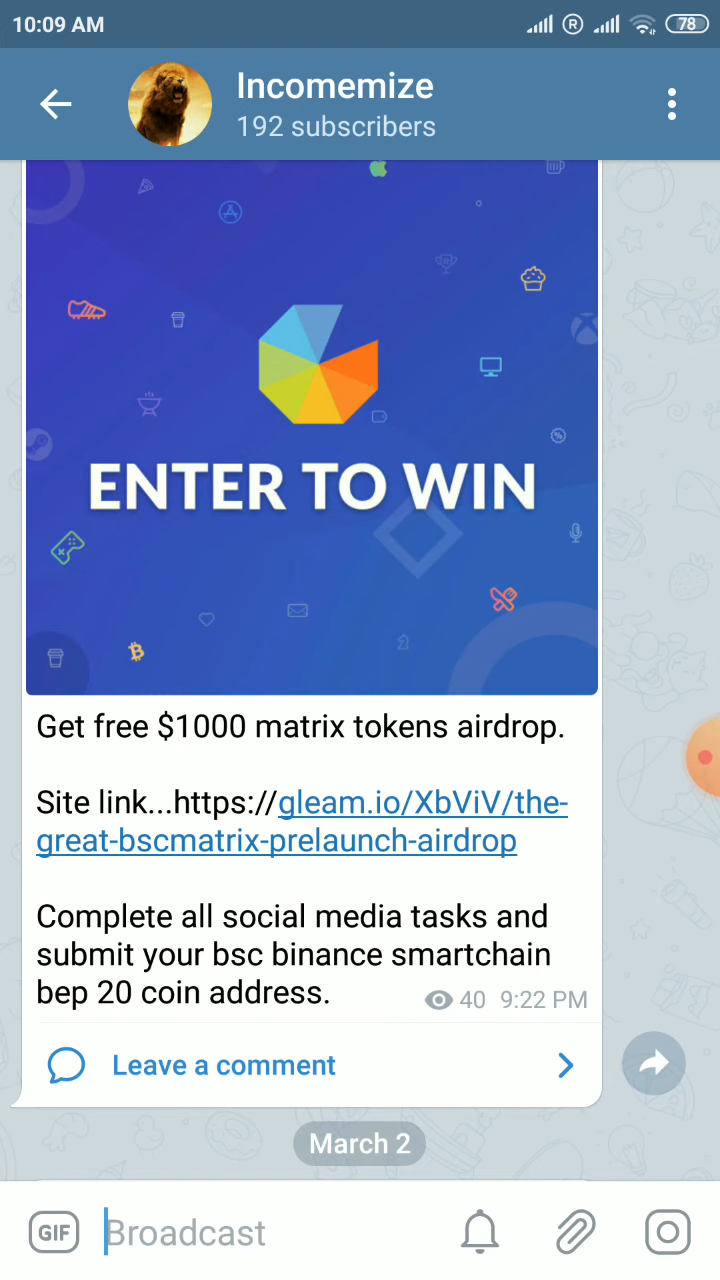 10:09 AM
R
78
Incomemize
192 subscribers
ENTER TO WIN
Get free $1000 matrix tokens airdrop.
Site link...https://gleam.io/XbViV/the-
great-bscmatrix-prelaunch-airdrop
Complete all social media tasks and
submit your bsc binance smartchain
bep 20 coin address.
40 9:22 PM
Leave a comment
March 2
GIF
Broadcast